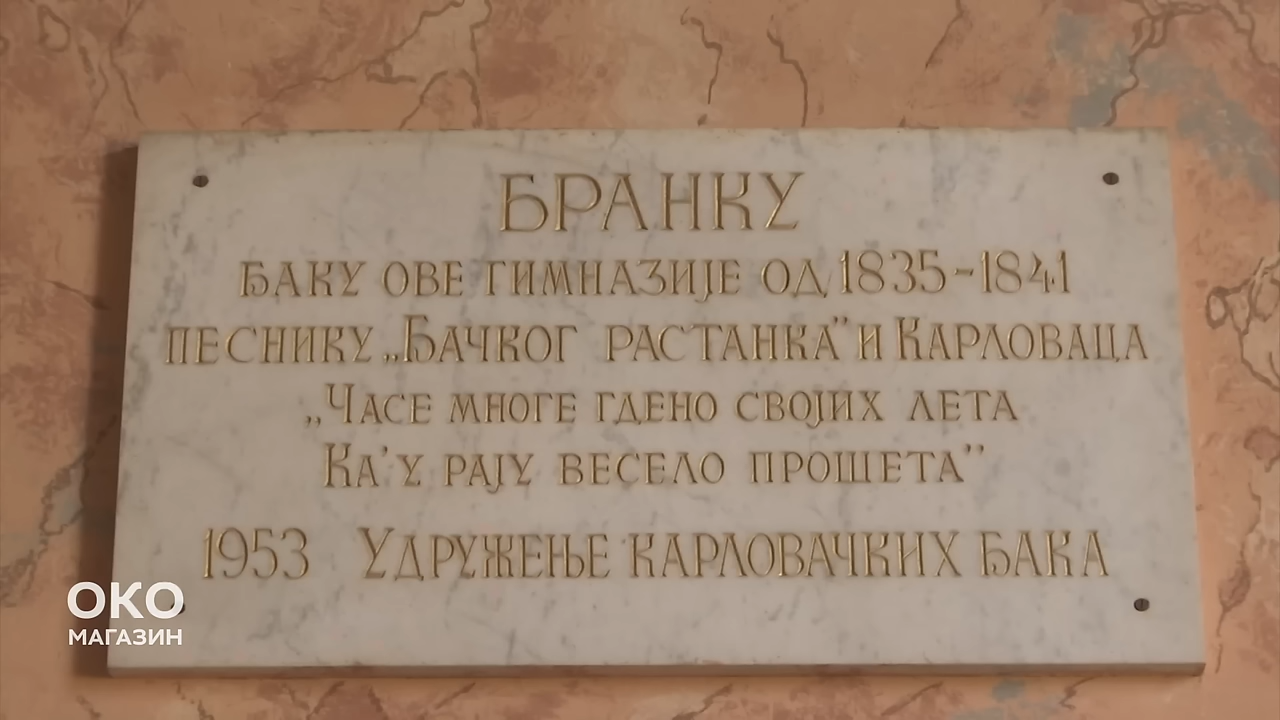 БРАНКУ
ЂАКУ ОВЕ ГИМНАЗИЈЕ ОД 1835-1841
ПЕСНИКУ „ЂАЧКОГ РАСТАНКА” И КАРЛОВАЦА
„ЧАСЕ МНОГЕ ГДЕНО СВОЈИХ ЛЕТА
КА’ У РАЈУ ВЕСЕЛО ПРОШЕТА”
1953 УДРУЖЕЊЕ КАРЛОВАЧКИХ ЂАКА
ОКО
МАГАЗИН